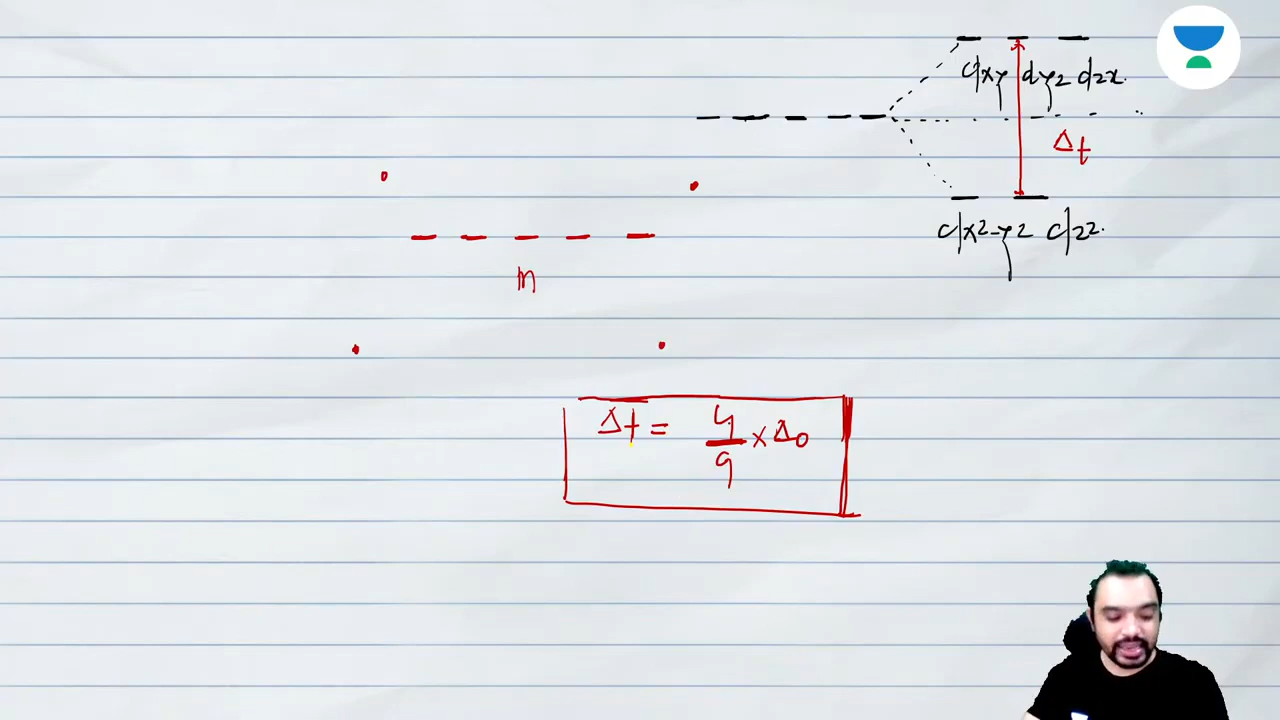 dxy dyz dzx
Δt
dx2-y2 dz2
m
Δt = 4/9 × Δo